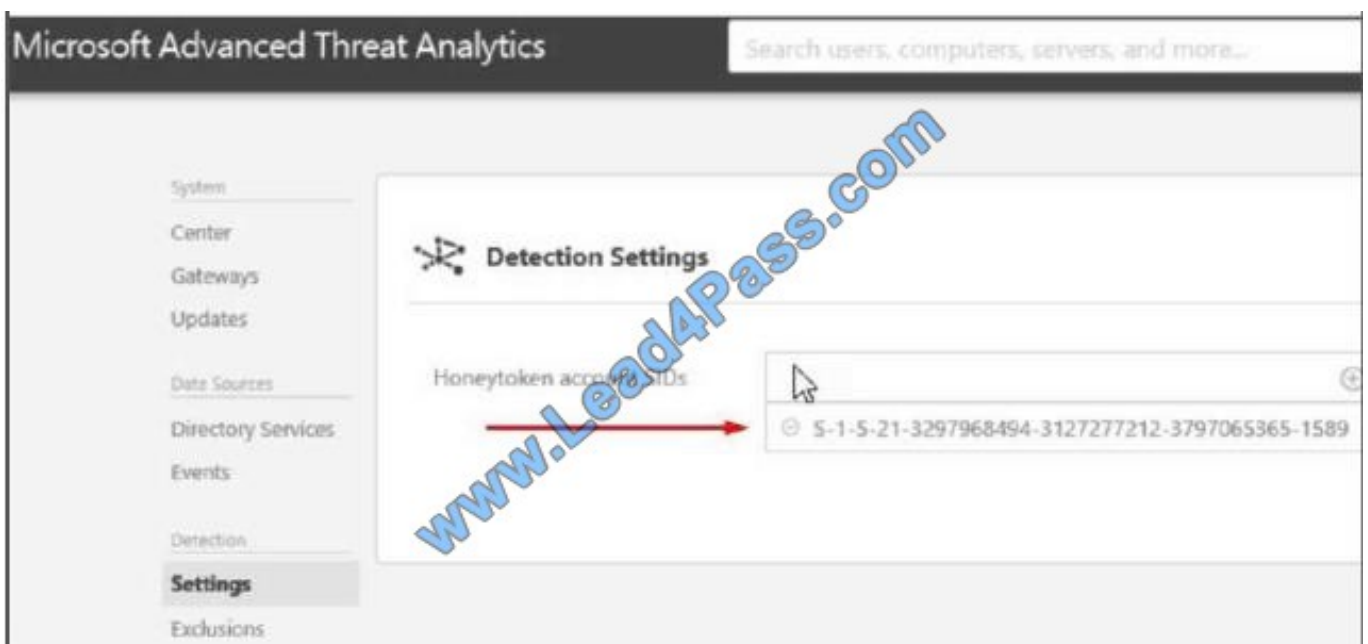 Microsoft Advanced Threat Analytics
Search users, computers, servers, and more...
System
Center
Gateways
Updates
Data Sources
Directory Services
Events
Detection
Settings
Exclusions
Detection Settings
Honeytoken account SIDs
S-1-5-21-3297968494-3127277212-3797065365-1589
www.Lead4Pass.com